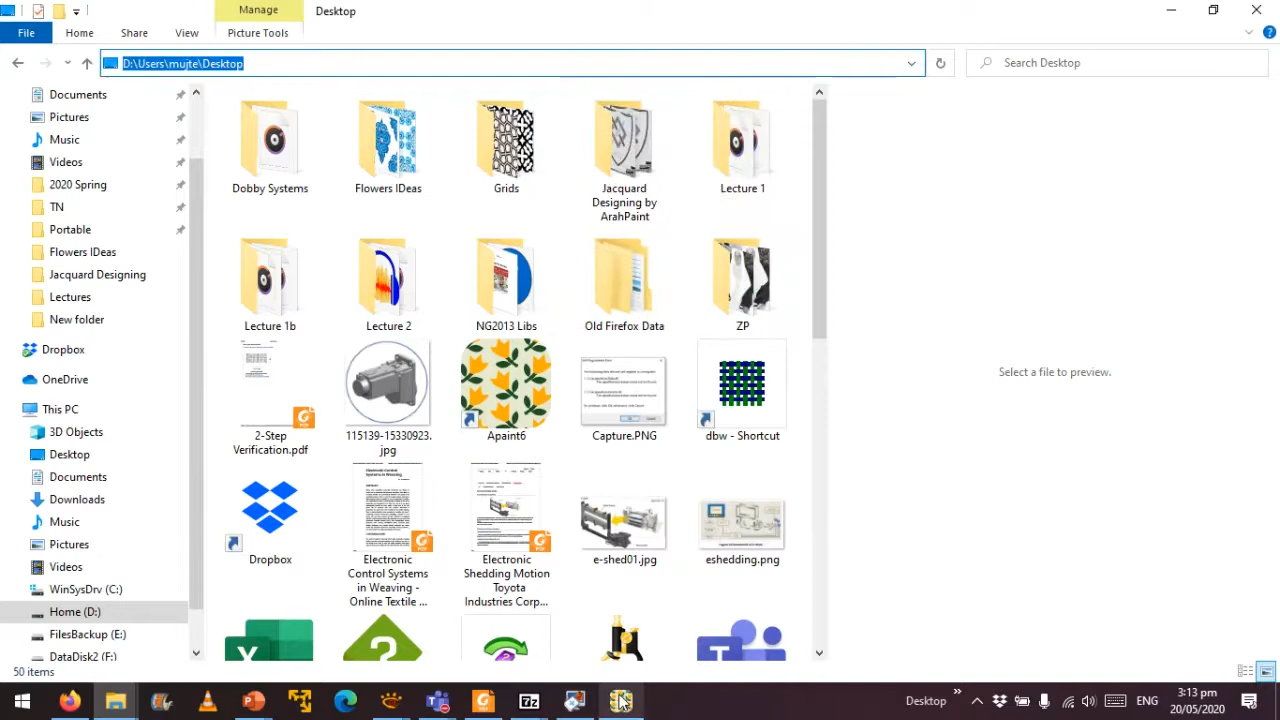 Manage
Desktop
File
Home
Share
View
Picture Tools
D:\Users\mujte\Desktop
Search Desktop
Documents
Pictures
Music
Videos
2020 Spring
TN
Portable
Flowers IDeas
Jacquard Designing
Lectures
New folder
Dropbox
OneDrive
This PC
3D Objects
Desktop
Documents
Downloads
Music
Pictures
Videos
WinSysDrv (C:)
Home (D:)
FilesBackup (E:)
DataDisk2 (F:)
Dobby Systems
Flowers IDeas
Grids
Jacquard
Designing by
ArahPaint
Lecture 1
Lecture 1b
Lecture 2
NG2013 Libs
Old Firefox Data
ZP
2-Step
Verification.pdf
115139-15330923.
jpg
Apaint6
Capture.PNG
dbw - Shortcut
Dropbox
Electronic
Control Systems
in Weaving -
Online Textile ...
Electronic
Shedding Motion
Toyota
Industries Corp...
e-shed01.jpg
eshedding.png
Select a file to preview.
50 items
Desktop
ENG
3:13 pm
20/05/2020